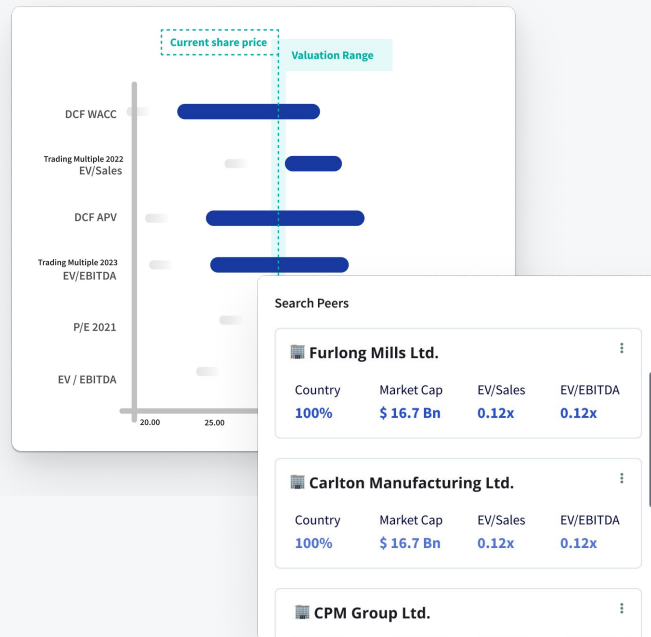 Current share price
Valuation Range
DCF WACC
Trading Multiple 2022
EV/Sales
DCF APV
Trading Multiple 2023
EV/EBITDA
P/E 2021
EV / EBITDA
20.00 25.00
Search Peers
Furlong Mills Ltd.
Country Market Cap EV/Sales EV/EBITDA
100% $ 16.7 Bn 0.12x 0.12x
Carlton Manufacturing Ltd.
Country Market Cap EV/Sales EV/EBITDA
100% $ 16.7 Bn 0.12x 0.12x
CPM Group Ltd.